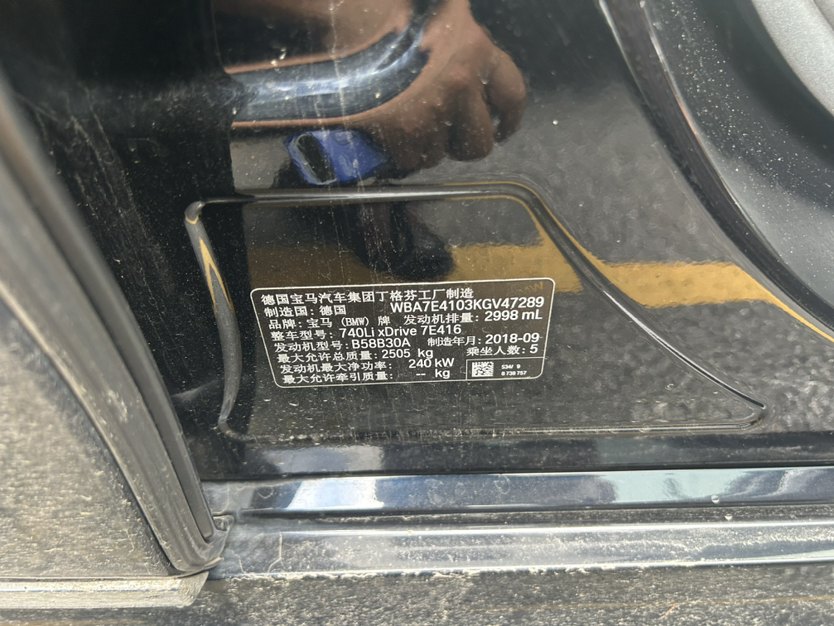 德国宝马汽车集团丁格芬工厂制造
制造国：德国 WBA7E4103KGV47289
品牌：宝马 (BMW) 牌 发动机排量：2998 mL
整车型号：740Li xDrive 7E416
发动机型号：B58B30A 制造年月：2018-09
最大允许总质量：2505 kg 乘坐人数：5
发动机最大净功率：240 kW
最大允许牵引质量：-- kg